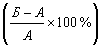 (Б − А / А × 100 %)